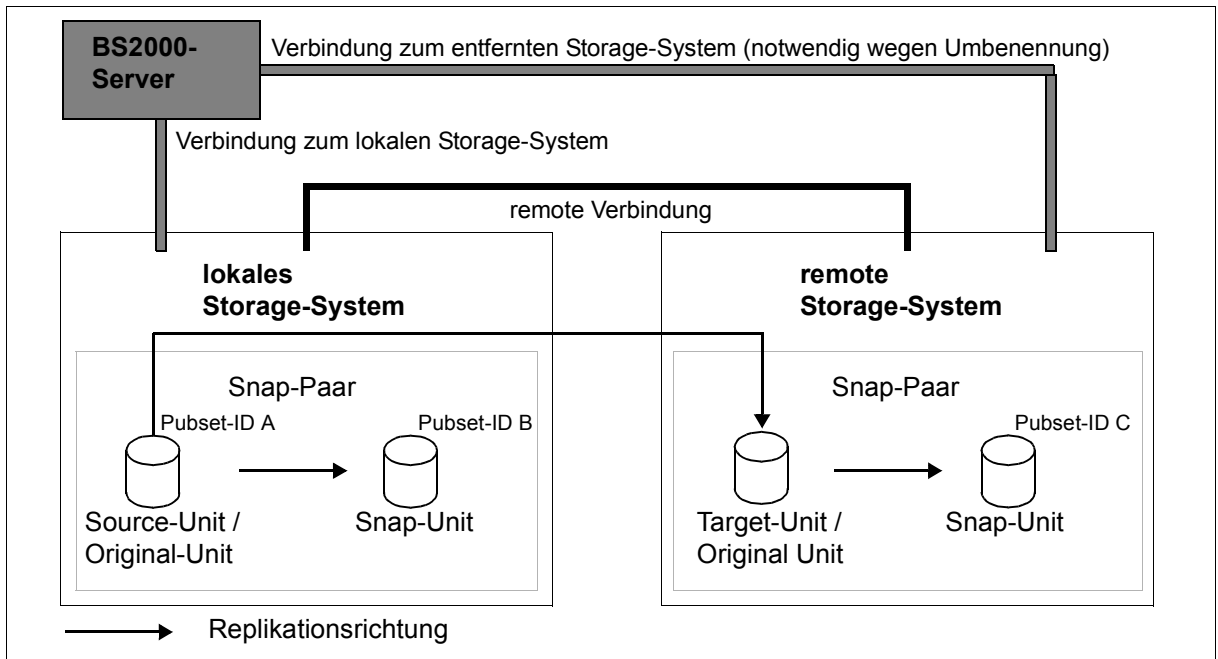 BS2000-
Server
Verbindung zum entfernten Storage-System (notwendig wegen Umbenennung)
Verbindung zum lokalen Storage-System
remote Verbindung
lokales
Storage-System
remote
Storage-System
Snap-Paar
Pubset-ID A
Pubset-ID B
Source-Unit /
Original-Unit
Snap-Unit
Snap-Paar
Pubset-ID C
Target-Unit /
Original Unit
Snap-Unit
Replikationsrichtung